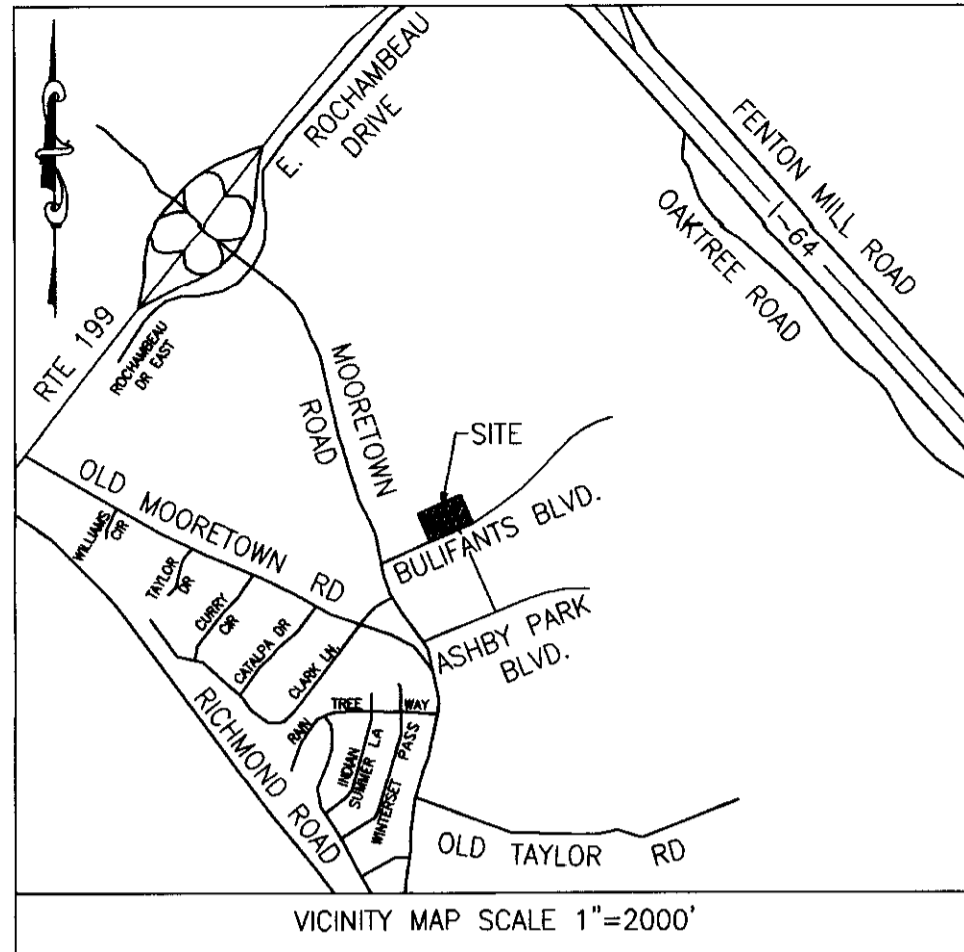 E. ROCHAMBEAU
DRIVE
FENTON MILL ROAD
I~64
OAKTREE ROAD
RTE 199
ROCHAMBEAU
DR EAST
MOORETOWN
ROAD
SITE
OLD MOORETOWN RD
BULIFANTS BLVD.
WILLIAMS
CIR
TAYLOR
DR
CURRY
CIR
CATALPA DR
CLARK LN.
ASHBY PARK
BLVD.
RICHMOND ROAD
RAIN TREE WAY
INDIAN
SUMMER LA
WINTERSET PASS
OLD TAYLOR RD
VICINITY MAP SCALE 1"=2000'